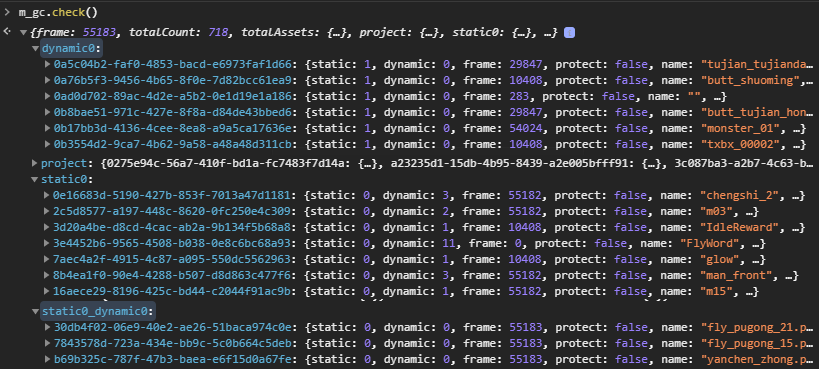 m_gc.check()
{frame: 55183, totalCount: 718, totalAssets: {…}, project: {…}, static0: {…}, …}
dynamic0:
0a5c04b2-faf0-4853-bacd-e6973faf1d66: {static: 1, dynamic: 0, frame: 29847, protect: false, name: "tujian_tujianda…
0a76b5f3-9456-4b65-8f0e-7d82bcc61ea9: {static: 1, dynamic: 0, frame: 10408, protect: false, name: "butt_shuoming",…
0ad0d702-89ac-4d2e-a5b2-0e1d19e1a186: {static: 1, dynamic: 0, frame: 283, protect: false, name: "", …}
0b8bae51-971c-427e-8f8a-d84de43bbed6: {static: 1, dynamic: 0, frame: 29847, protect: false, name: "butt_tujian_hon…
0b17bb3d-4136-4cee-8ea8-a9a5ca17636e: {static: 1, dynamic: 0, frame: 54024, protect: false, name: "monster_01", …}
0b3554d2-9ca7-4b62-9a58-a48a48d311cb: {static: 1, dynamic: 0, frame: 10408, protect: false, name: "txbx_00002", …}
project: {0275e94c-56a7-410f-bd1a-fc7483f7d14a: {…}, a23235d1-15db-4b95-8439-a2e005bfff91: {…}, 3c087ba3-a2b7-4c63-b…
static0:
0e16683d-5190-427b-853f-7013a47d1181: {static: 0, dynamic: 3, frame: 55182, protect: false, name: "chengshi_2", …}
2c5d8577-a197-448c-8620-0fc250e4c309: {static: 0, dynamic: 2, frame: 55182, protect: false, name: "m03", …}
3d20a4be-d8cd-4cac-ab2a-9b134f5b68a8: {static: 0, dynamic: 1, frame: 10408, protect: false, name: "IdleReward", …}
3e4452b6-9565-4508-b038-0e8c6bc68a93: {static: 0, dynamic: 11, frame: 0, protect: false, name: "FlyWord", …}
7aec4a2f-4915-4c87-a095-550dc5562963: {static: 0, dynamic: 1, frame: 10408, protect: false, name: "glow", …}
8b4ea1f0-90e4-4288-b507-d8d863c477f6: {static: 0, dynamic: 3, frame: 55182, protect: false, name: "man_front", …}
16aece29-8196-425c-bd44-c2044f91ac9b: {static: 0, dynamic: 1, frame: 55182, protect: false, name: "m15", …}
static0_dynamic0:
30db4f02-06e9-40e2-ae26-51baca974c0e: {static: 0, dynamic: 0, frame: 55183, protect: false, name: "fly_pugong_21.p…
7843578d-723a-434e-bb9c-5c0b664c5deb: {static: 0, dynamic: 0, frame: 55183, protect: false, name: "fly_pugong_15.p…
b69b325c-787f-47b3-baea-e6f15d0a67fe: {static: 0, dynamic: 0, frame: 55183, protect: false, name: "yanchen_zhong.p…